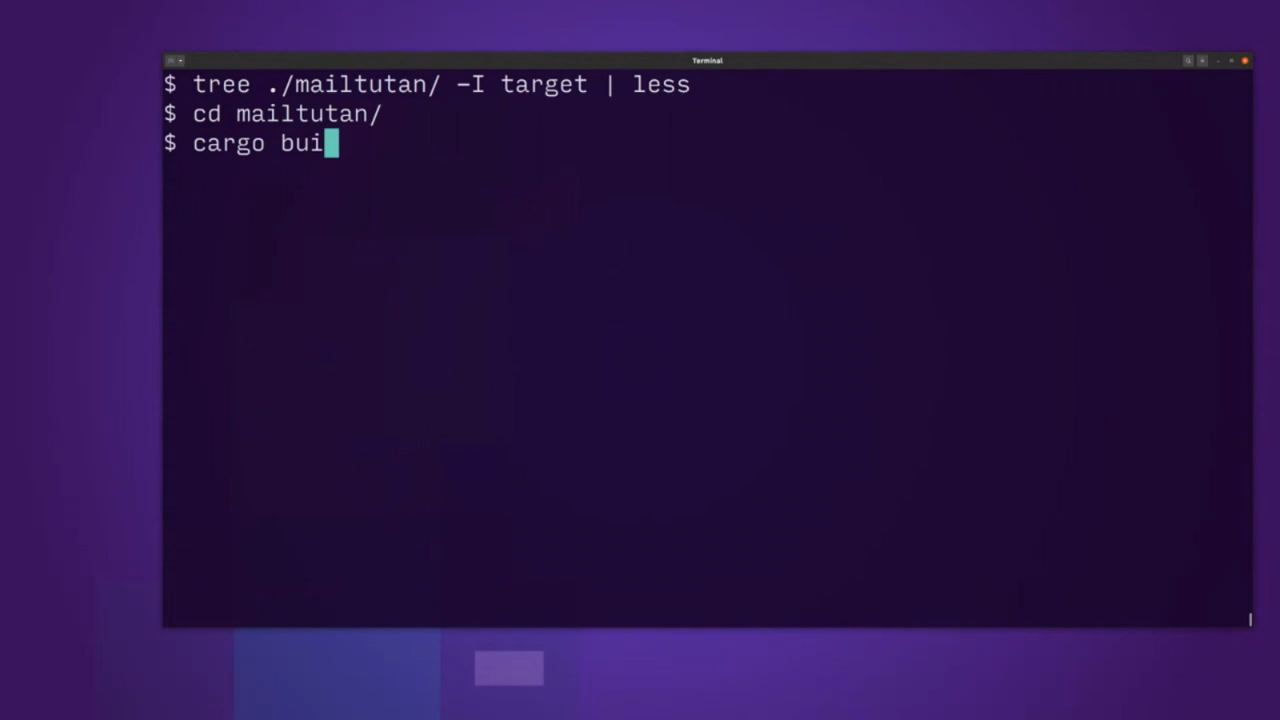 Terminal
$ tree ./mailtutan/ -I target | less
$ cd mailtutan/
$ cargo bui